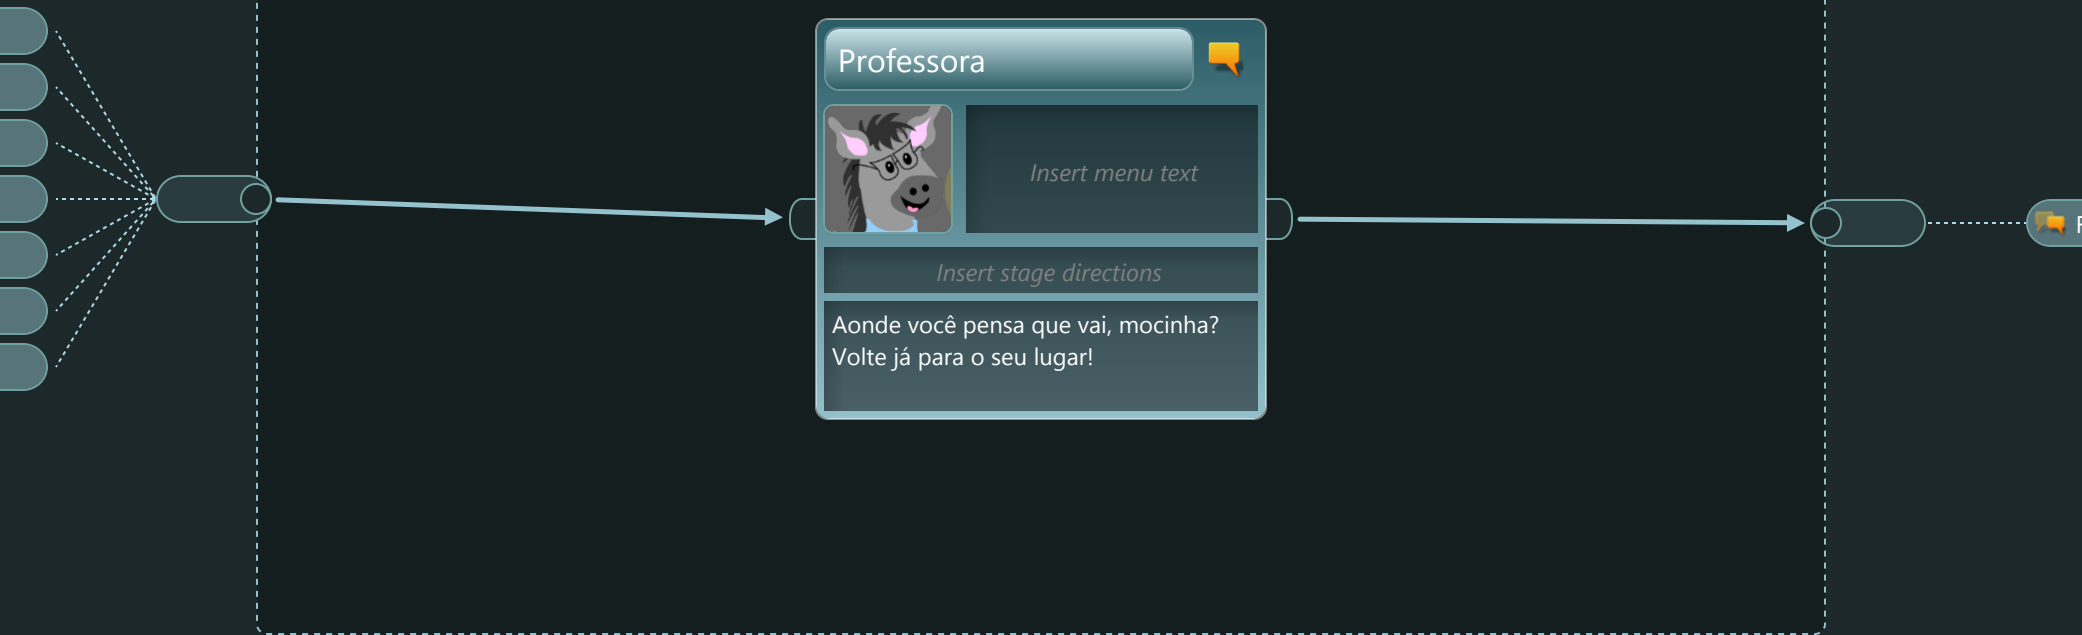 Professora
Insert menu text
Insert stage directions
Aonde você pensa que vai, mocinha?
Volte já para o seu lugar!